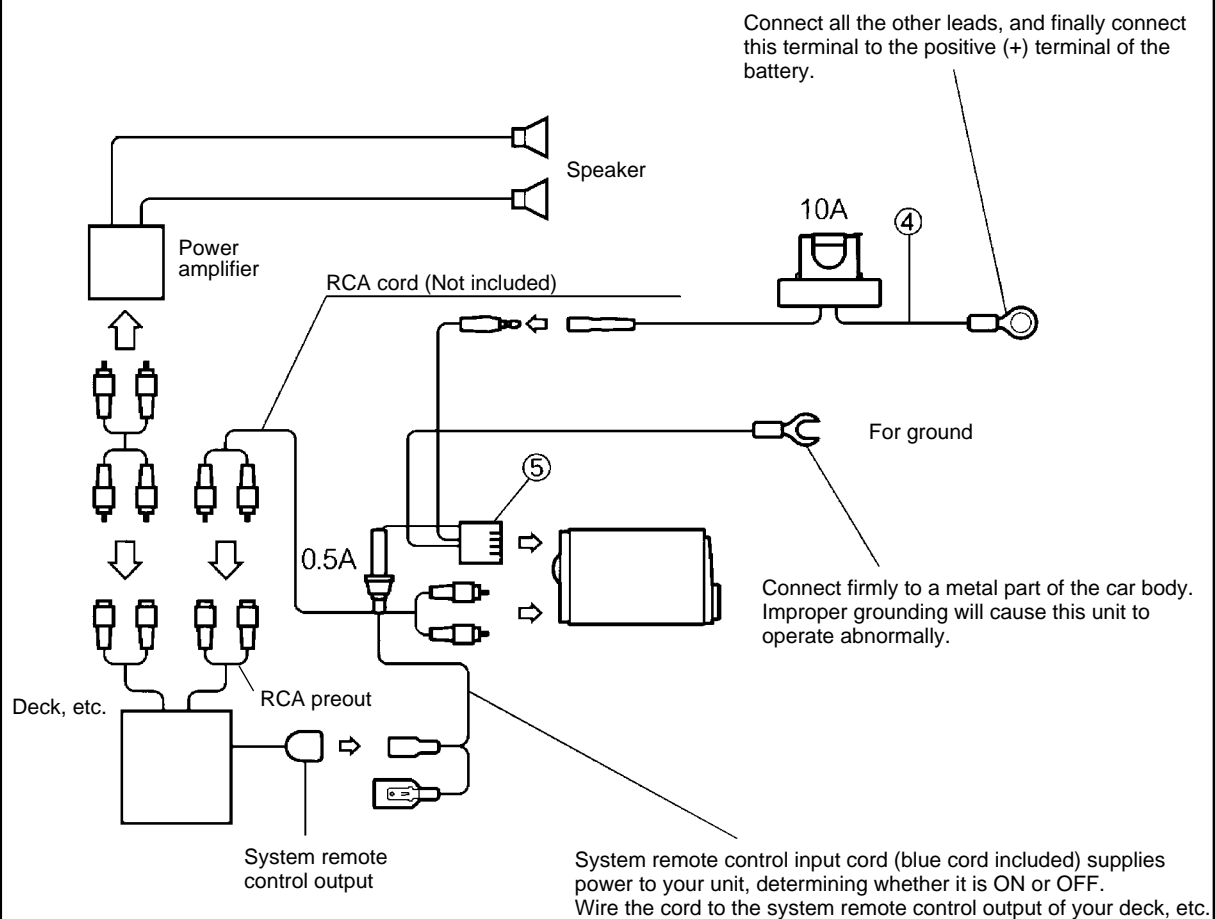 Connect all the other leads, and finally connect
this terminal to the positive (+) terminal of the
battery.
Speaker
10A
④
Power
amplifier
RCA cord (Not included)
For ground
⑤
0.5A
Connect firmly to a metal part of the car body.
Improper grounding will cause this unit to
operate abnormally.
RCA preout
Deck, etc.
System remote
control output
System remote control input cord (blue cord included) supplies
power to your unit, determining whether it is ON or OFF.
Wire the cord to the system remote control output of your deck, etc.